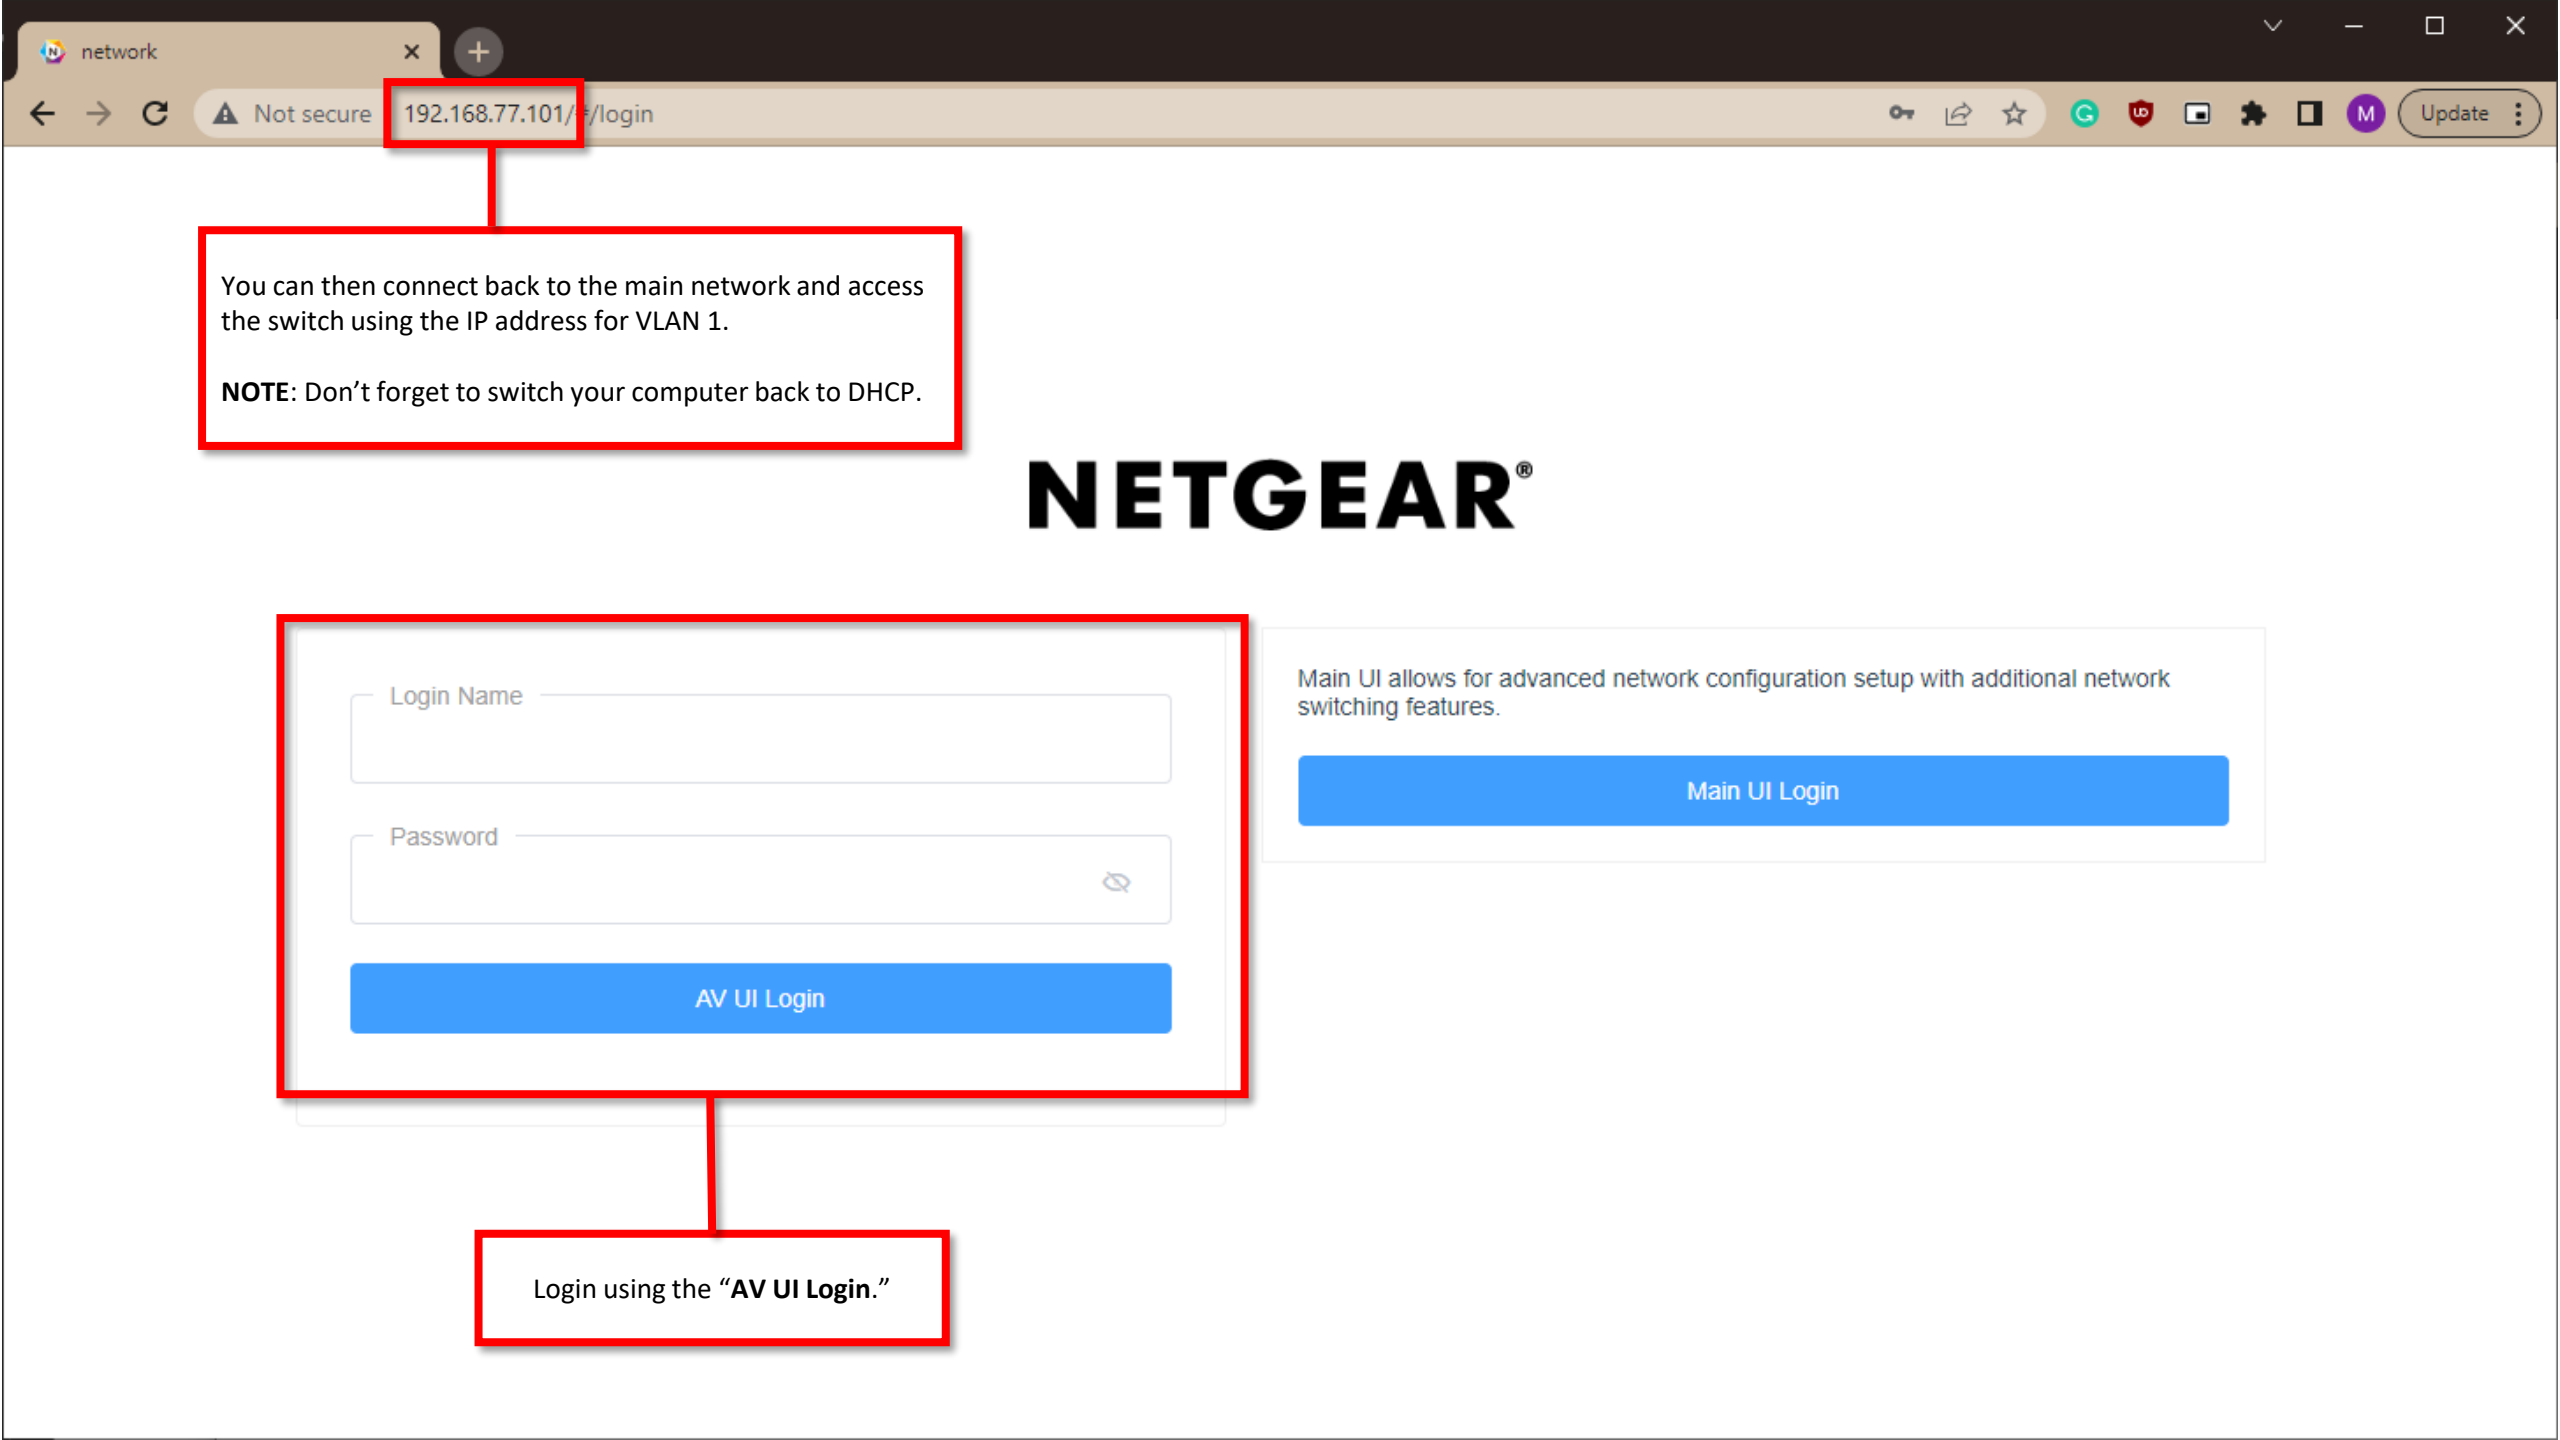 network
Not secure
192.168.77.101/#/login
Update
M
You can then connect back to the main network and access
the switch using the IP address for VLAN 1.
NOTE: Don’t forget to switch your computer back to DHCP.
NETGEAR®
Login Name
Password
AV UI Login
Main UI allows for advanced network configuration setup with additional network
switching features.
Main UI Login
Login using the “AV UI Login.”